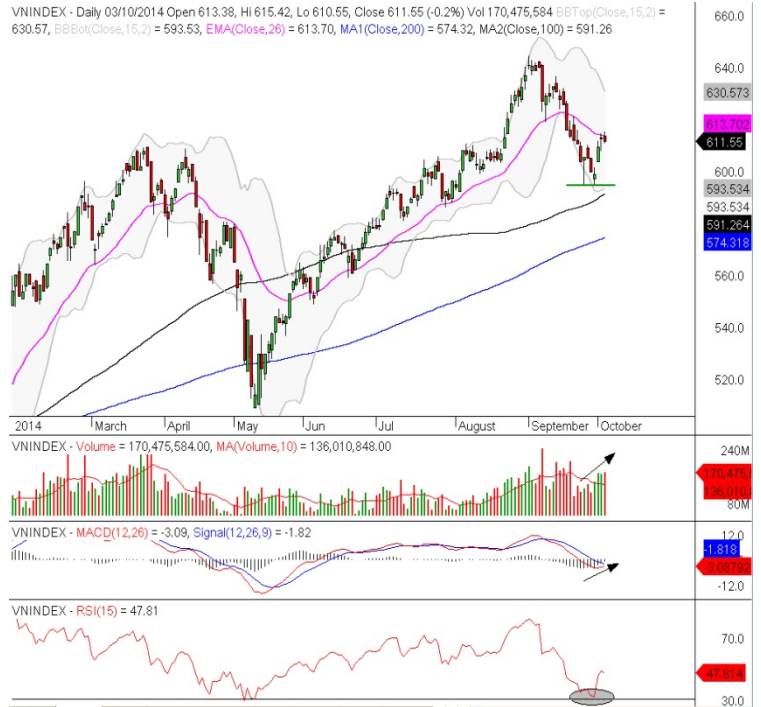 VNINDEX - Daily 03/10/2014 Open 613.38, Hi 615.42, Lo 610.55, Close 611.55 (-0.2%) Vol 170,475,584 BBTop(Close,15,2) =
630.57, BBBot(Close,15,2) = 593.53, EMA(Close,26) = 613.70, MA1(Close,200) = 574.32, MA2(Close,100) = 591.26
660.0
640.0
630.573
613.702
611.55
600.0
593.534
593.534
591.264
574.318
560.0
540.0
520.0
2014 March April May Jun Jul August September October
VNINDEX - Volume = 170,475,584.00, MA(Volume,10) = 136,010,848.00
240M
170,475,
136,010,
80M
VNINDEX - MACD(12,26) = -3.09, Signal(12,26,9) = -1.82
12.0
-1.818
-3.08792
-12.0
VNINDEX - RSI(15) = 47.81
70.0
47.814
30.0